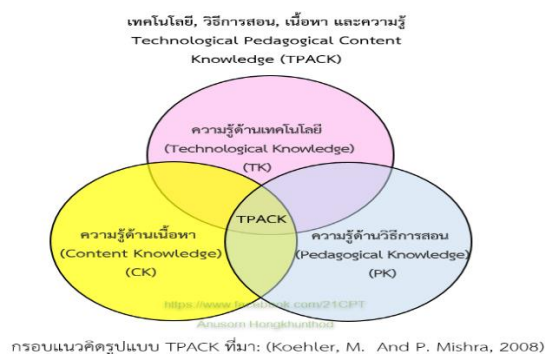 เทคโนโลยี, วิธีการสอน, เนื้อหา และความรู้
Technological Pedagogical Content
Knowledge (TPACK)
ความรู้ด้านเทคโนโลยี
(Technological Knowledge)
(TK)
TPACK
ความรู้ด้านเนื้อหา
(Content Knowledge)
(CK)
ความรู้ด้านวิธีการสอน
(Pedagogical Knowledge)
(PK)
https://www.facebook.com/21CPT
Anusorn Hongkhunthod
กรอบแนวคิดรูปแบบ TPACK ที่มา: (Koehler, M. And P. Mishra, 2008)